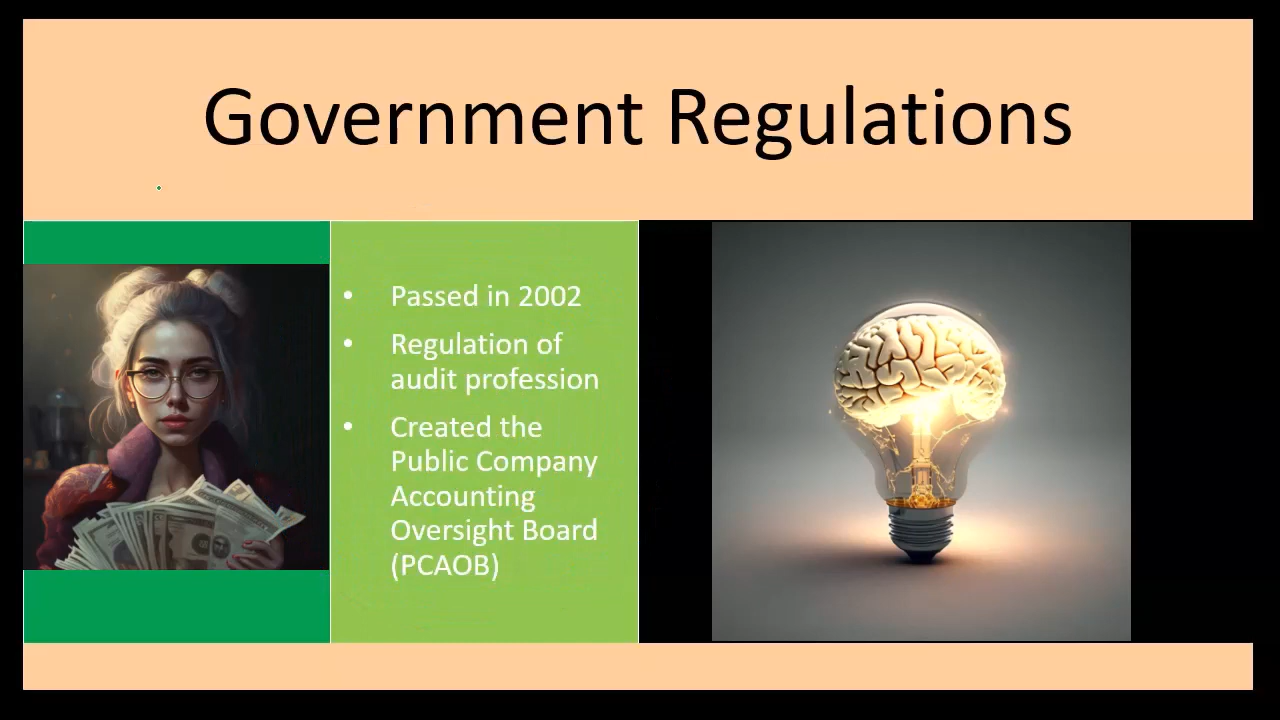 Government Regulations
• Passed in 2002
• Regulation of
audit profession
• Created the
Public Company
Accounting
Oversight Board
(PCAOB)